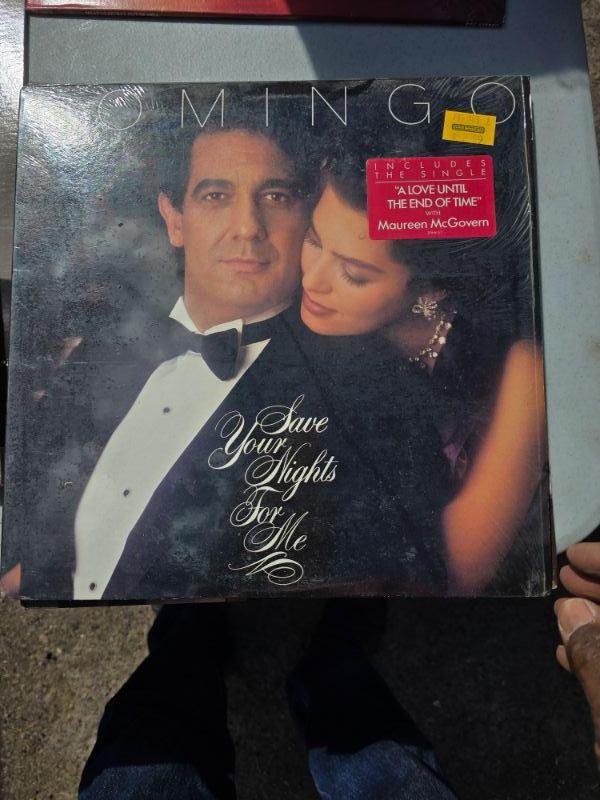 OMINGO
INCLUDES
THE SINGLE
"A LOVE UNTIL
THE END OF TIME"
WITH
Maureen McGovern
Save
Your
Nights
For
Me